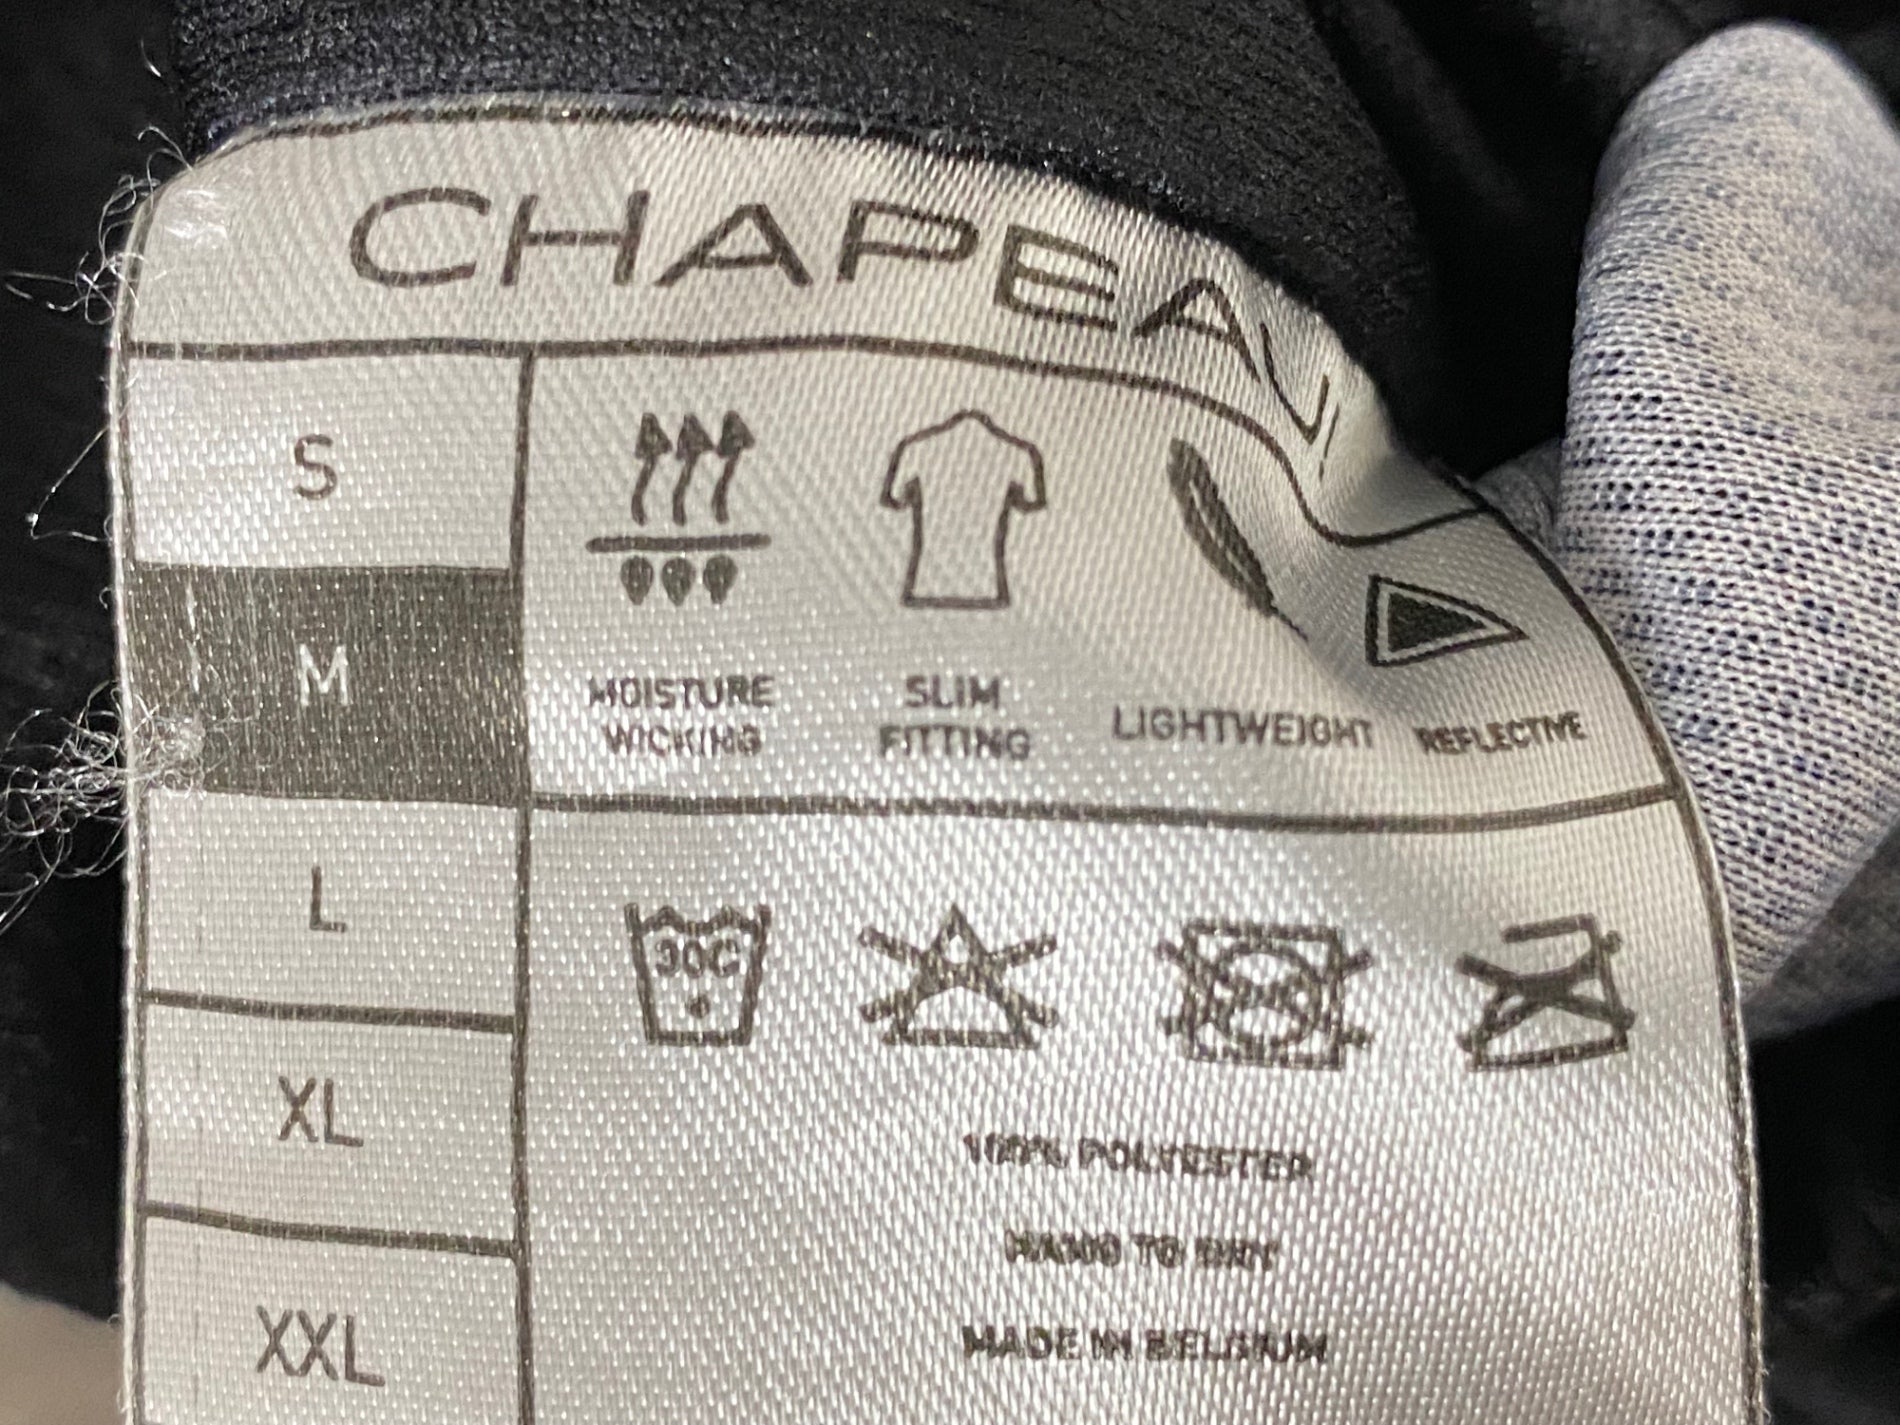 CHAPEAU!
S
M
L
XL
XXL
MOISTURE
WICKING
SLIM
FITTING
LIGHTWEIGHT
REFLECTIVE
30C
100% POLYESTER
HANG TO DRY
MADE IN BELGIUM